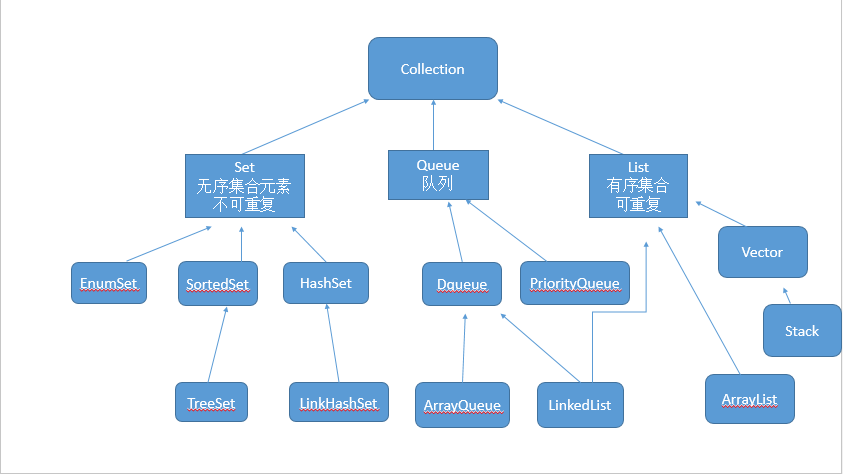 Collection
Set
无序集合元素
不可重复
Queue
队列
List
有序集合
可重复
Vector
EnumSet
SortedSet
HashSet
Dqueue
PriorityQueue
Stack
TreeSet
LinkHashSet
ArrayQueue
LinkedList
ArrayList